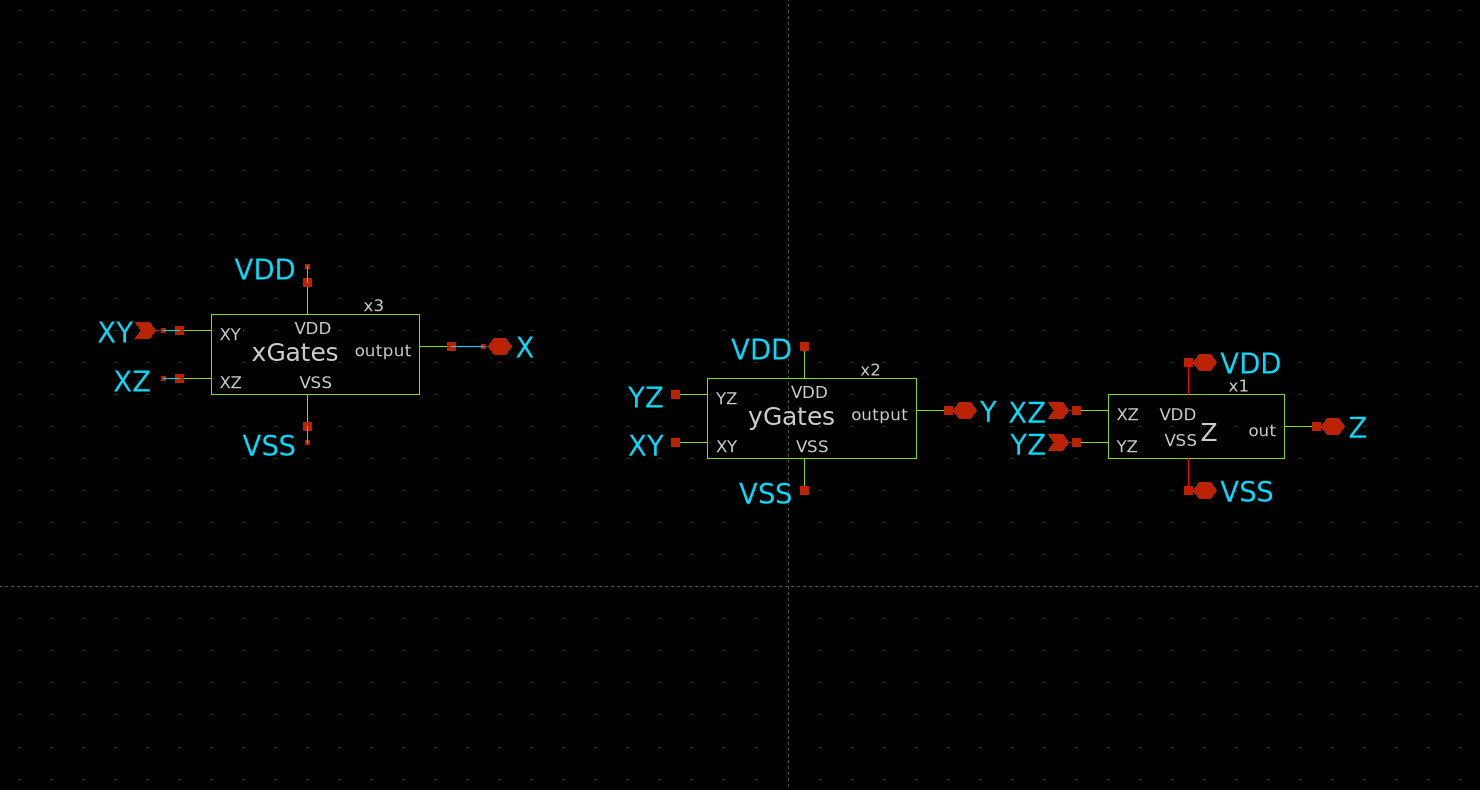 VDD
x3
XY
XY
VDD
xGates
output
X
XZ
XZ
VSS
VSS
VDD
x2
YZ
YZ
VDD
yGates
output
Y
XY
XY
VSS
VSS
VDD
x1
XZ
XZ
VDD
YZ
YZ
VSS
Z
out
Z
VSS